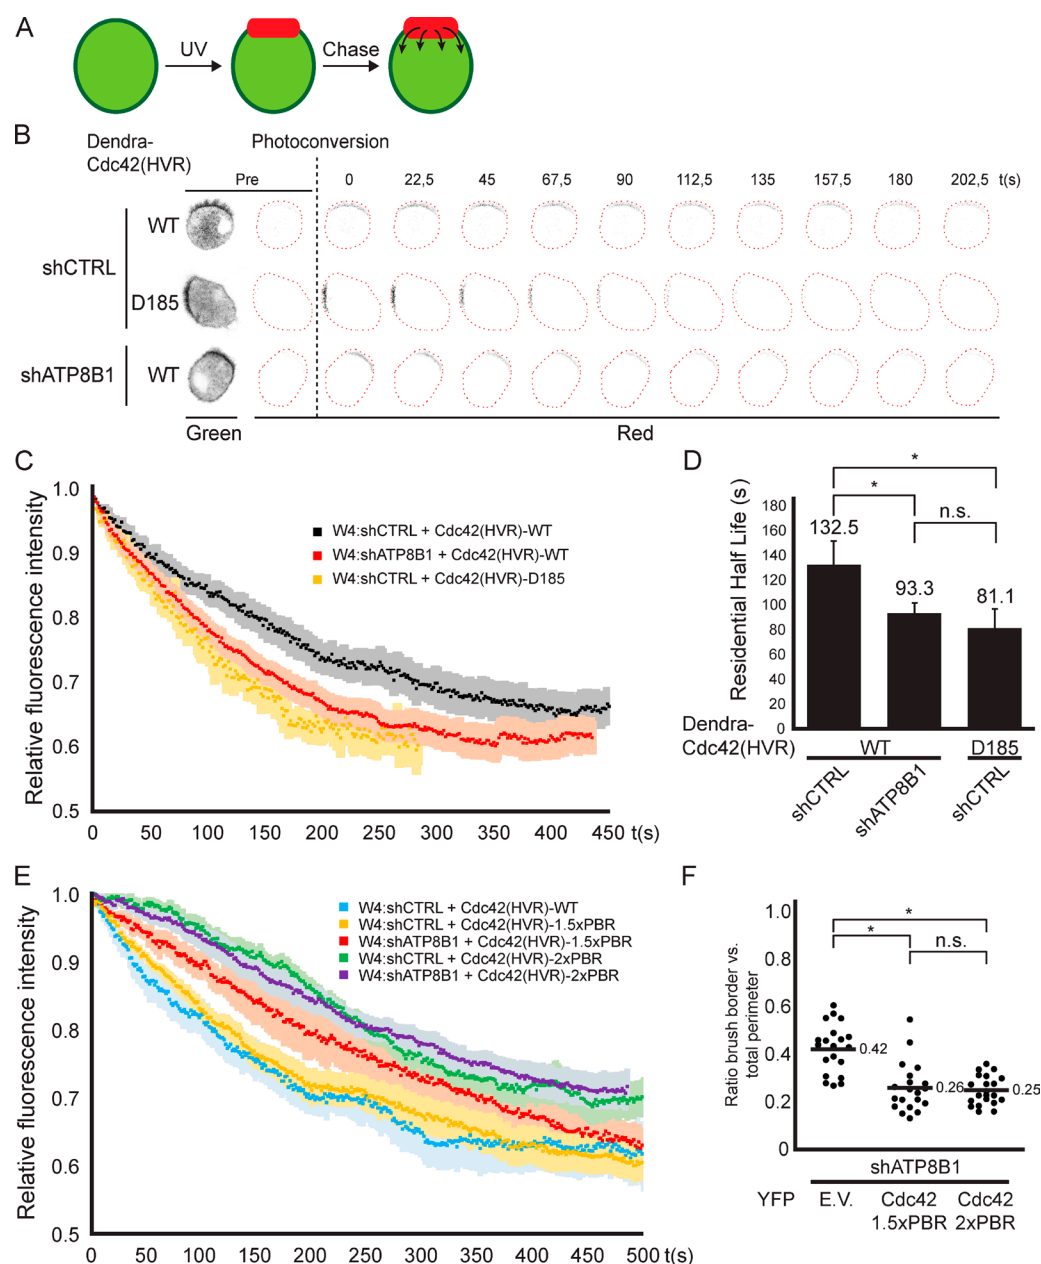 A
UV
Chase
B
Dendra-
Cdc42(HVR)
Photoconversion
Pre
0 22,5 45 67,5 90 112,5 135 157,5 180 202,5 t(s)
shCTRL
WT
D185
shATP8B1
WT
Green
Red
C
Relative fluorescence intensity
1.0
0.9
0.8
0.7
0.6
0.5
W4:shCTRL + Cdc42(HVR)-WT
W4:shATP8B1 + Cdc42(HVR)-WT
W4:shCTRL + Cdc42(HVR)-D185
0 50 100 150 200 250 300 350 400 450 t(s)
D
Residential Half Life (s)
180
160
140
120
100
80
60
40
20
0
*
*
n.s.
132.5
93.3
81.1
Dendra-
Cdc42(HVR)
WT
D185
shCTRL
shATP8B1
shCTRL
E
Relative fluorescence intensity
1.0
0.9
0.8
0.7
0.6
0.5
W4:shCTRL + Cdc42(HVR)-WT
W4:shCTRL + Cdc42(HVR)-1.5xPBR
W4:shATP8B1 + Cdc42(HVR)-1.5xPBR
W4:shCTRL + Cdc42(HVR)-2xPBR
W4:shATP8B1 + Cdc42(HVR)-2xPBR
0 50 100 150 200 250 300 350 400 450 500 t(s)
F
Ratio brush border vs.
total perimeter
1.0
0.8
0.6
0.4
0.2
0
*
*
n.s.
0.42
0.26
0.25
shATP8B1
YFP
E.V.
Cdc42
1.5xPBR
Cdc42
2xPBR